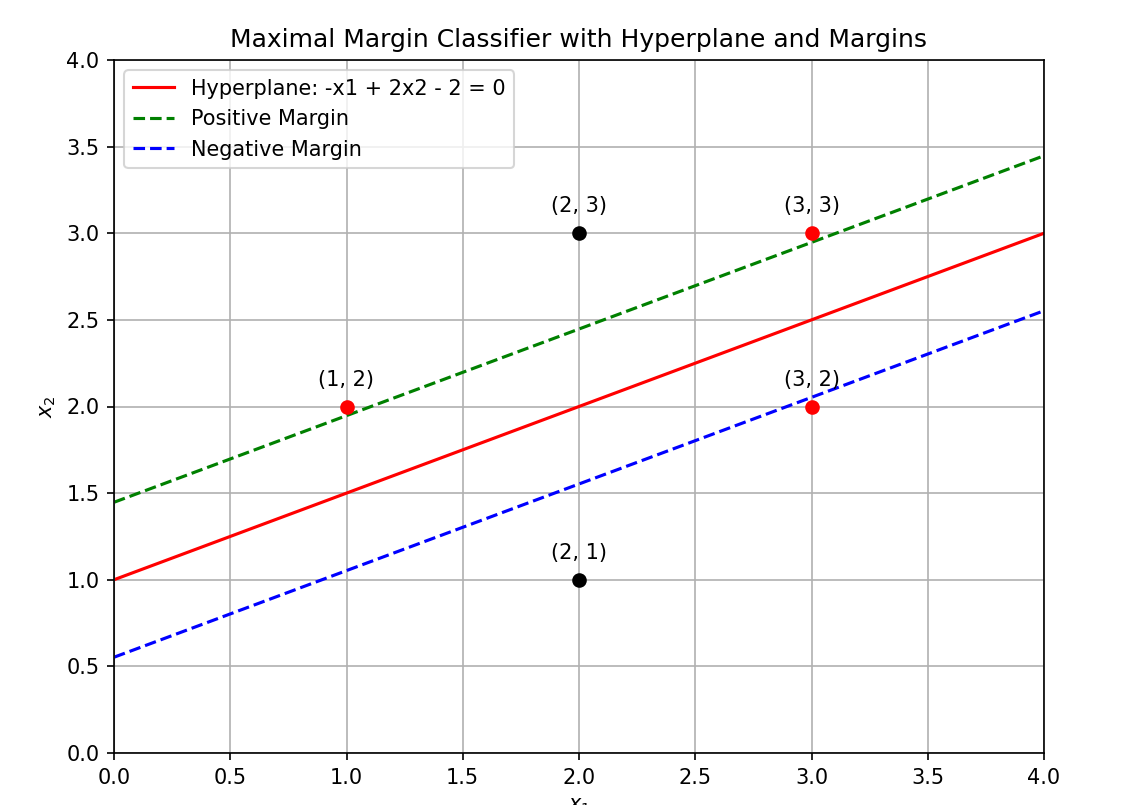 Maximal Margin Classifier with Hyperplane and Margins
Hyperplane: -x1 + 2x2 - 2 = 0
Positive Margin
Negative Margin
4.0
3.5
3.0
2.5
2.0
1.5
1.0
0.5
0.0
x₂
(2, 3)
(3, 3)
(1, 2)
(3, 2)
(2, 1)
0.0 0.5 1.0 1.5 2.0 2.5 3.0 3.5 4.0